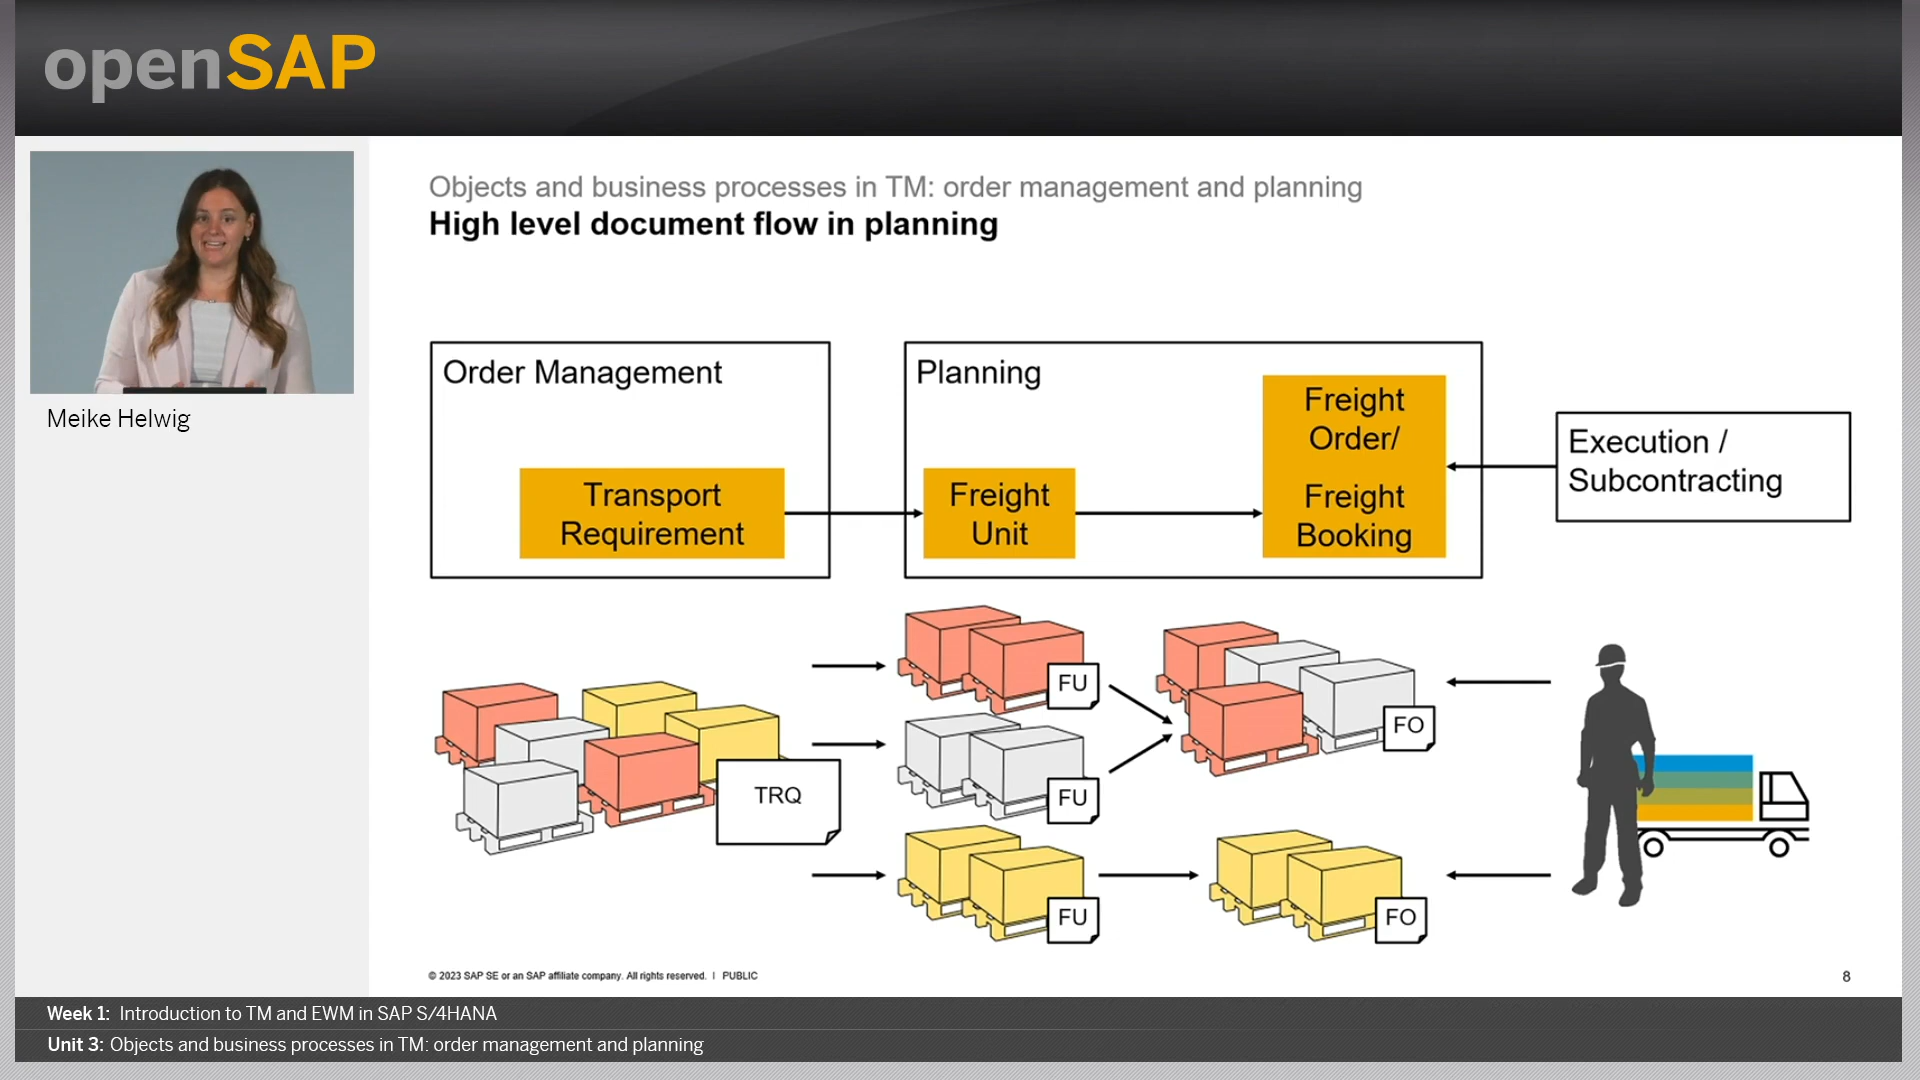 openSAP
Meike Helwig
Objects and business processes in TM: order management and planning
High level document flow in planning
Order Management
Transport
Requirement
Planning
Freight
Unit
Freight
Order/
Freight
Booking
Execution /
Subcontracting
TRQ
FU
FU
FU
FO
FO
© 2023 SAP SE or an SAP affiliate company. All rights reserved. | PUBLIC
8
Week 1: Introduction to TM and EWM in SAP S/4HANA
Unit 3: Objects and business processes in TM: order management and planning